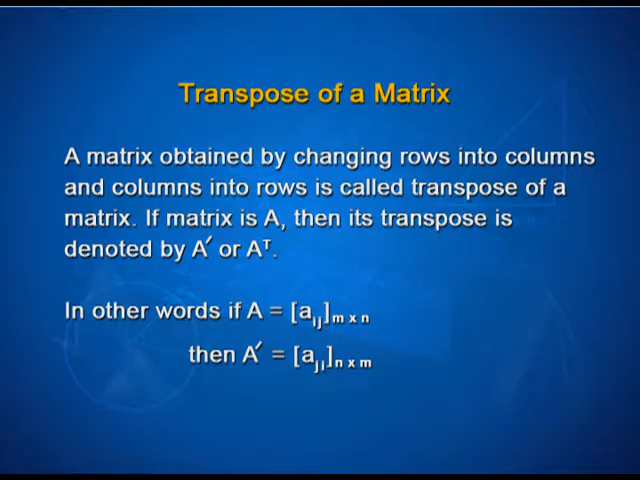 Transpose of a Matrix
A matrix obtained by changing rows into columns
and columns into rows is called transpose of a
matrix. If matrix is A, then its transpose is
denoted by A′ or Aᵀ.
In other words if A = [aᵢⱼ]ₘ ₓ ₙ
then A′ = [aⱼᵢ]ₙ ₓ ₘ